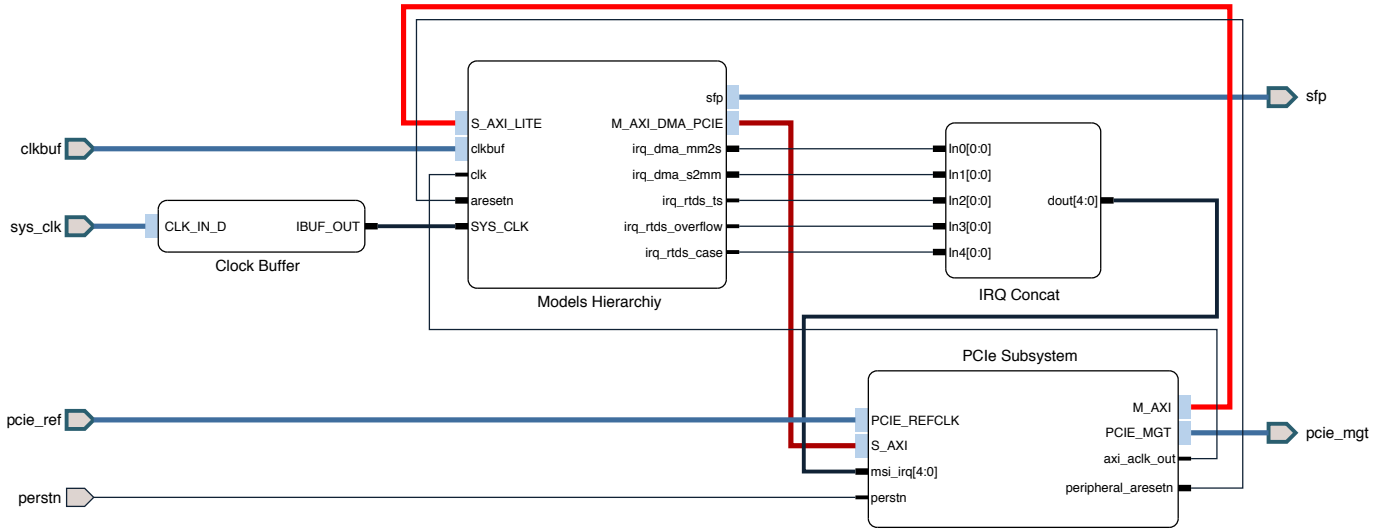 sfp
sfp
S_AXI_LITE
M_AXI_DMA_PCIE
clkbuf
clkbuf
irq_dma_mm2s
In0[0:0]
clk
irq_dma_s2mm
In1[0:0]
aresetn
irq_rtds_ts
In2[0:0]
dout[4:0]
sys_clk
CLK_IN_D
IBUF_OUT
SYS_CLK
irq_rtds_overflow
In3[0:0]
irq_rtds_case
In4[0:0]
Clock Buffer
Models Hierarchiy
IRQ Concat
PCIe Subsystem
M_AXI
pcie_ref
PCIE_REFCLK
PCIE_MGT
pcie_mgt
S_AXI
axi_aclk_out
msi_irq[4:0]
peripheral_aresetn
perstn
perstn